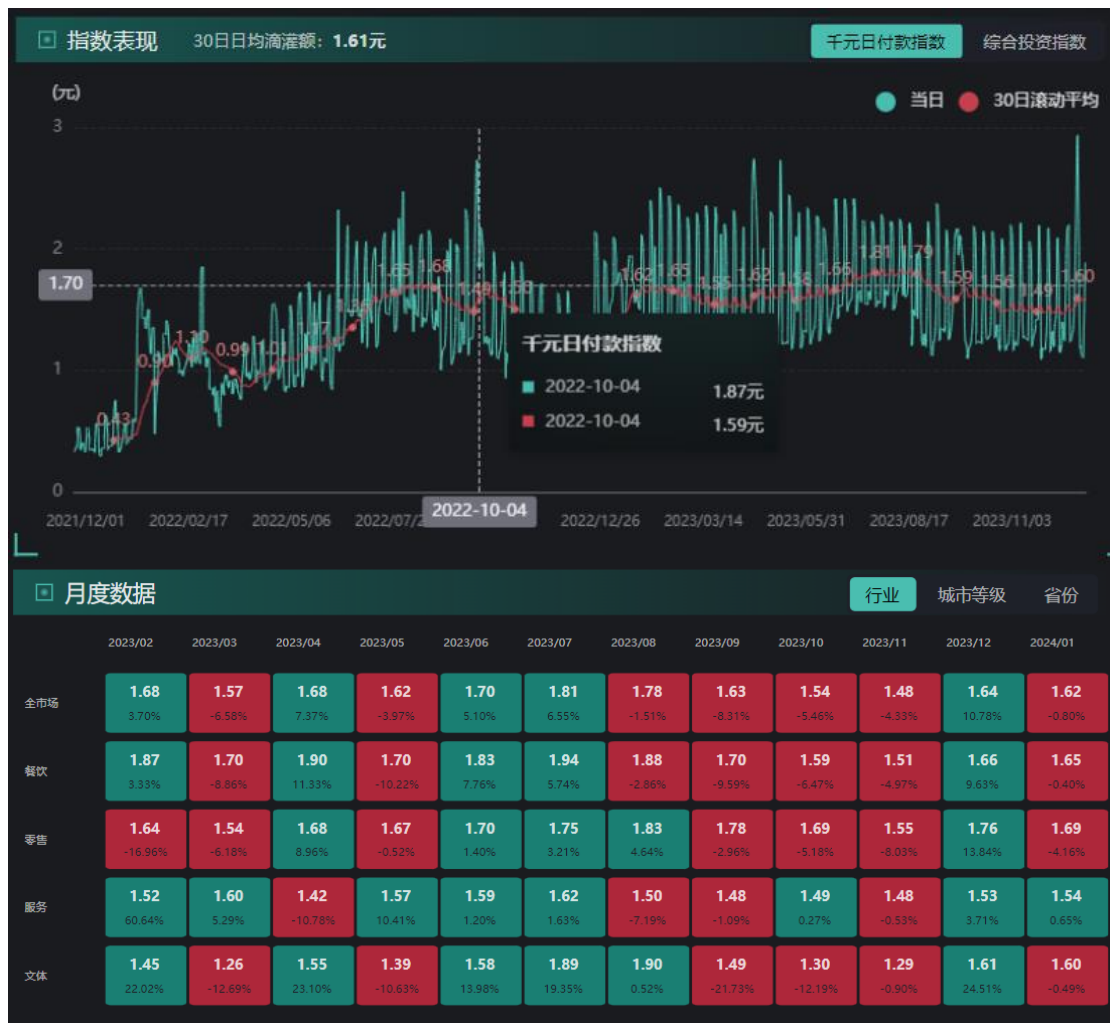 指数表现 30日日均滴灌额：1.61元 千元日付款指数 综合投资指数
(元) 当日 30日滚动平均
3
2
1.70
1
0
0.43 0.90 1.10 0.99 1.01 1.17 1.36 1.65 1.68 1.49 1.50 1.62 1.65 1.55 1.62 1.58 1.66 1.81 1.79 1.59 1.56 1.49 1.60
千元日付款指数
2022-10-04 1.87元
2022-10-04 1.59元
2021/12/01 2022/02/17 2022/05/06 2022/07/2 2022-10-04 2022/12/26 2023/03/14 2023/05/31 2023/08/17 2023/11/03
月度数据 行业 城市等级 省份
2023/02 2023/03 2023/04 2023/05 2023/06 2023/07 2023/08 2023/09 2023/10 2023/11 2023/12 2024/01
全市场 1.68 1.57 1.68 1.62 1.70 1.81 1.78 1.63 1.54 1.48 1.64 1.62
3.70% -6.58% 7.37% -3.97% 5.10% 6.55% -1.51% -8.31% -5.46% -4.33% 10.78% -0.80%
餐饮 1.87 1.70 1.90 1.70 1.83 1.94 1.88 1.70 1.59 1.51 1.66 1.65
3.33% -8.86% 11.33% -10.22% 7.76% 5.74% -2.86% -9.59% -6.47% -4.97% 9.63% -0.40%
零售 1.64 1.54 1.68 1.67 1.70 1.75 1.83 1.78 1.69 1.55 1.76 1.69
-16.96% -6.18% 8.96% -0.52% 1.40% 3.21% 4.64% -2.96% -5.18% -8.03% 13.84% -4.16%
服务 1.52 1.60 1.42 1.57 1.59 1.62 1.50 1.48 1.49 1.48 1.53 1.54
60.64% 5.29% -10.78% 10.41% 1.20% 1.63% -7.19% -1.09% 0.27% -0.53% 3.71% 0.65%
文体 1.45 1.26 1.55 1.39 1.58 1.89 1.90 1.49 1.30 1.29 1.61 1.60
22.02% -12.69% 23.10% -10.63% 13.98% 19.35% 0.52% -21.73% -12.19% -0.90% 24.51% -0.49%